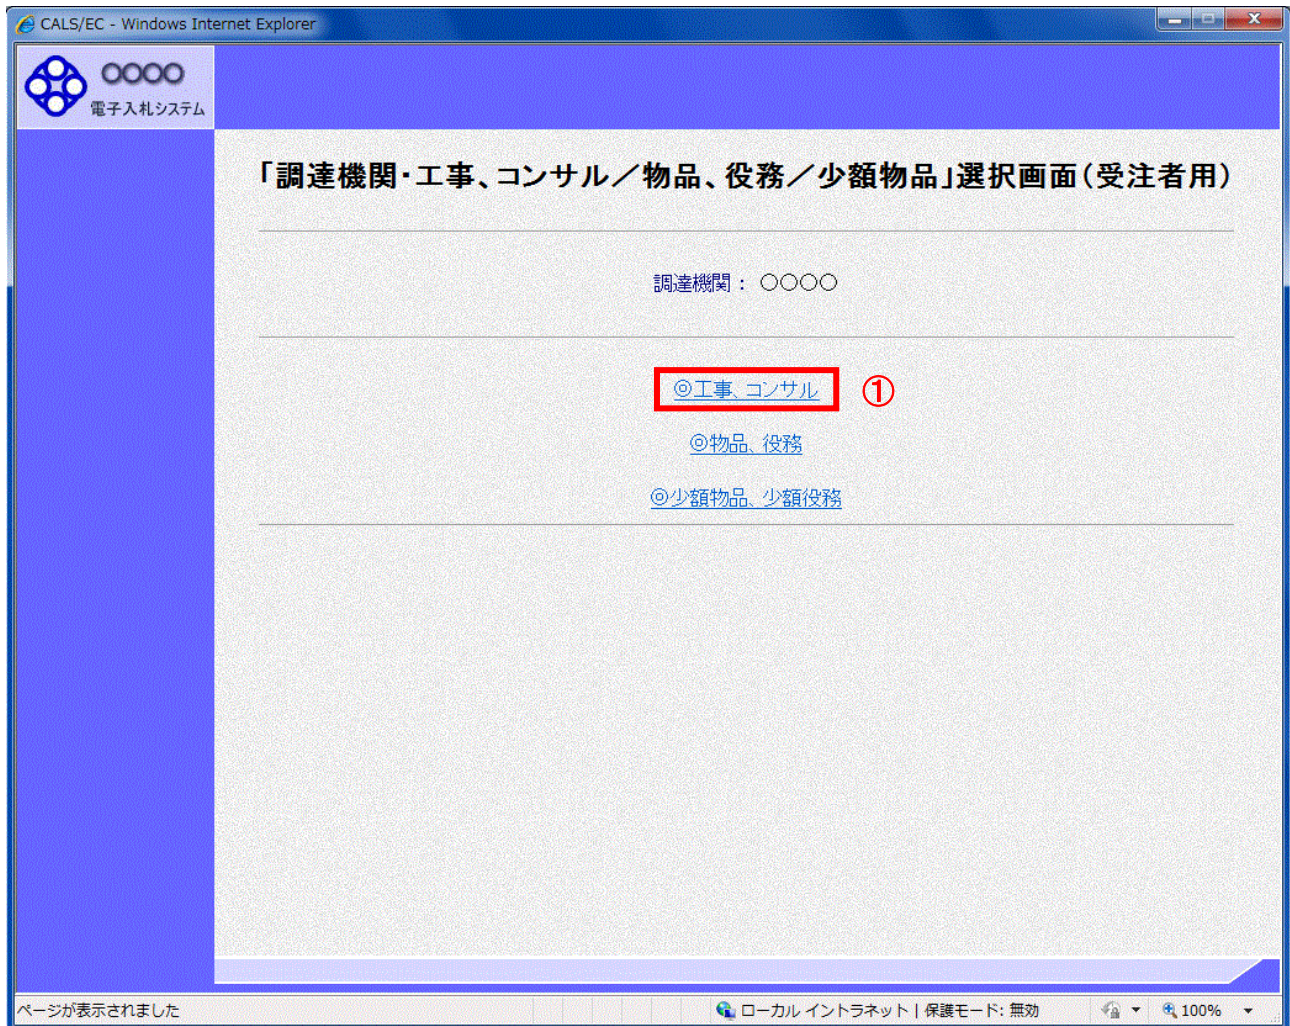 CALS/EC - Windows Internet Explorer
○○○○
電子入札システム
「調達機関・工事、コンサル／物品、役務／少額物品」選択画面（受注者用）
調達機関： ○○○○
◎工事、コンサル ①
◎物品、役務
◎少額物品、少額役務
ページが表示されました ローカル イントラネット | 保護モード: 無効 100%